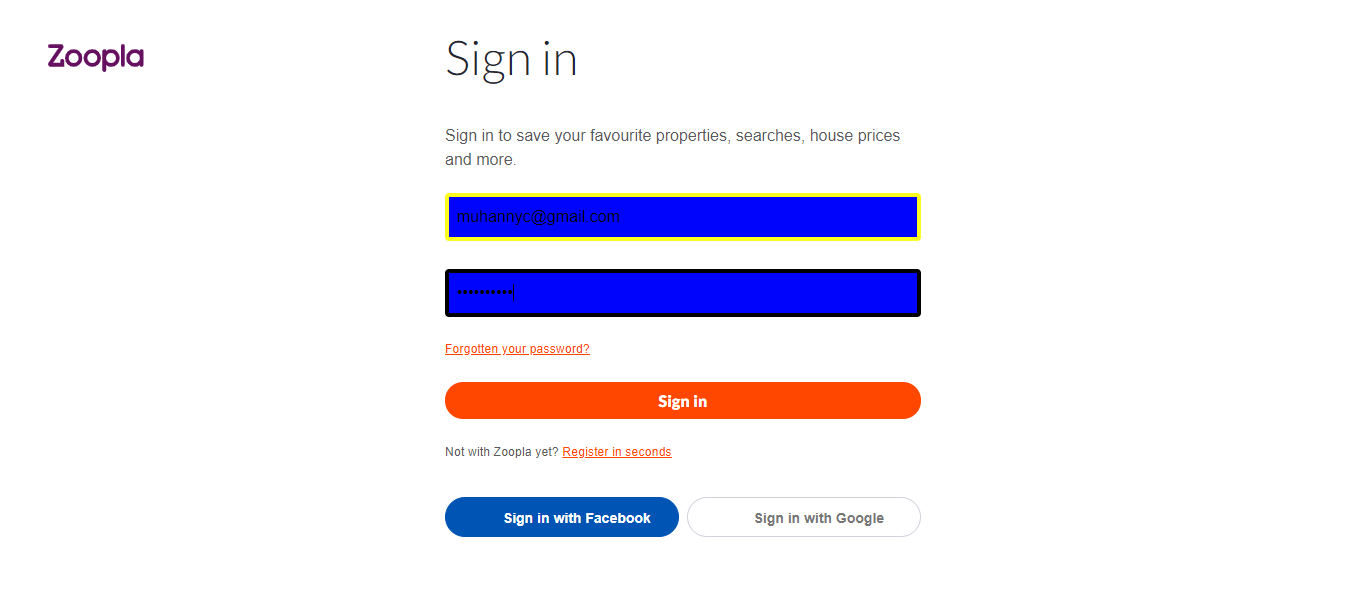 Zoopla
Sign in
Sign in to save your favourite properties, searches, house prices
and more.
muhannyc@gmail.com
••••••••••
Forgotten your password?
Sign in
Not with Zoopla yet? Register in seconds
Sign in with Facebook
Sign in with Google